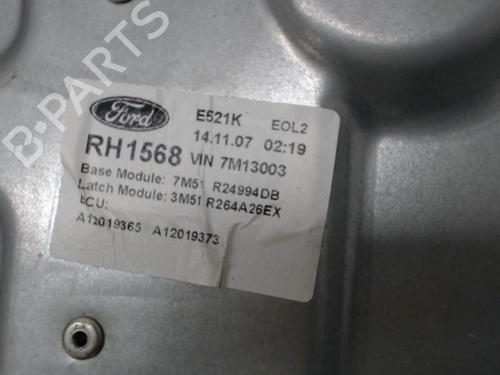 B-PARTS
Ford
E521K EOL2
14.11.07 02:19
RH1568 VIN 7M13003
Base Module: 7M51 R24994DB
Latch Module: 3M51 R264A26EX
ECU:
A12019365 A12019373